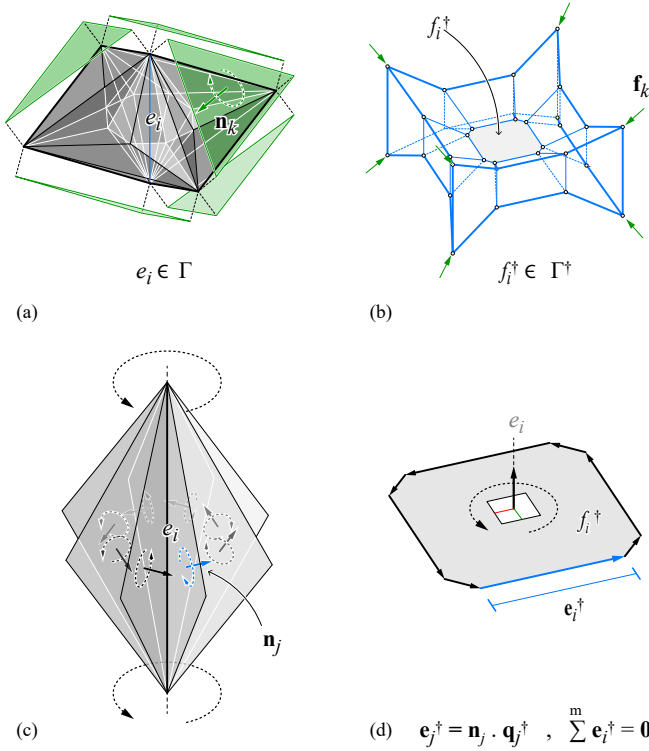 e_i
n_k
e_i ∈ Γ
(a)
f_i^†
f_k
f_i^† ∈ Γ^†
(b)
e_i
n_j
(c)
e_i
f_i^†
e_i^†
(d) e_j^† = n_j . q_j^† , ∑^m e_i^† = 0